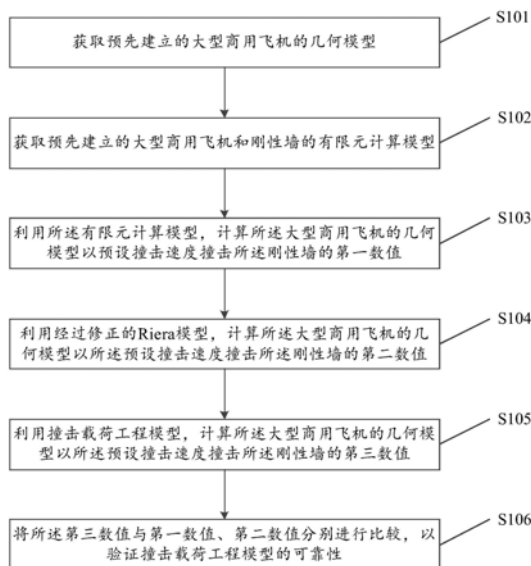 S101
获取预先建立的大型商用飞机的几何模型
S102
获取预先建立的大型商用飞机和刚性墙的有限元计算模型
S103
利用所述有限元计算模型，计算所述大型商用飞机的几何
模型以预设撞击速度撞击所述刚性墙的第一数值
S104
利用经过修正的Riera模型，计算所述大型商用飞机的几
何模型以所述预设撞击速度撞击所述刚性墙的第二数值
S105
利用撞击载荷工程模型，计算所述大型商用飞机的几何模
型以所述预设撞击速度撞击所述刚性墙的第三数值
S106
将所述第三数值与第一数值、第二数值分别进行比较，以
验证撞击载荷工程模型的可靠性